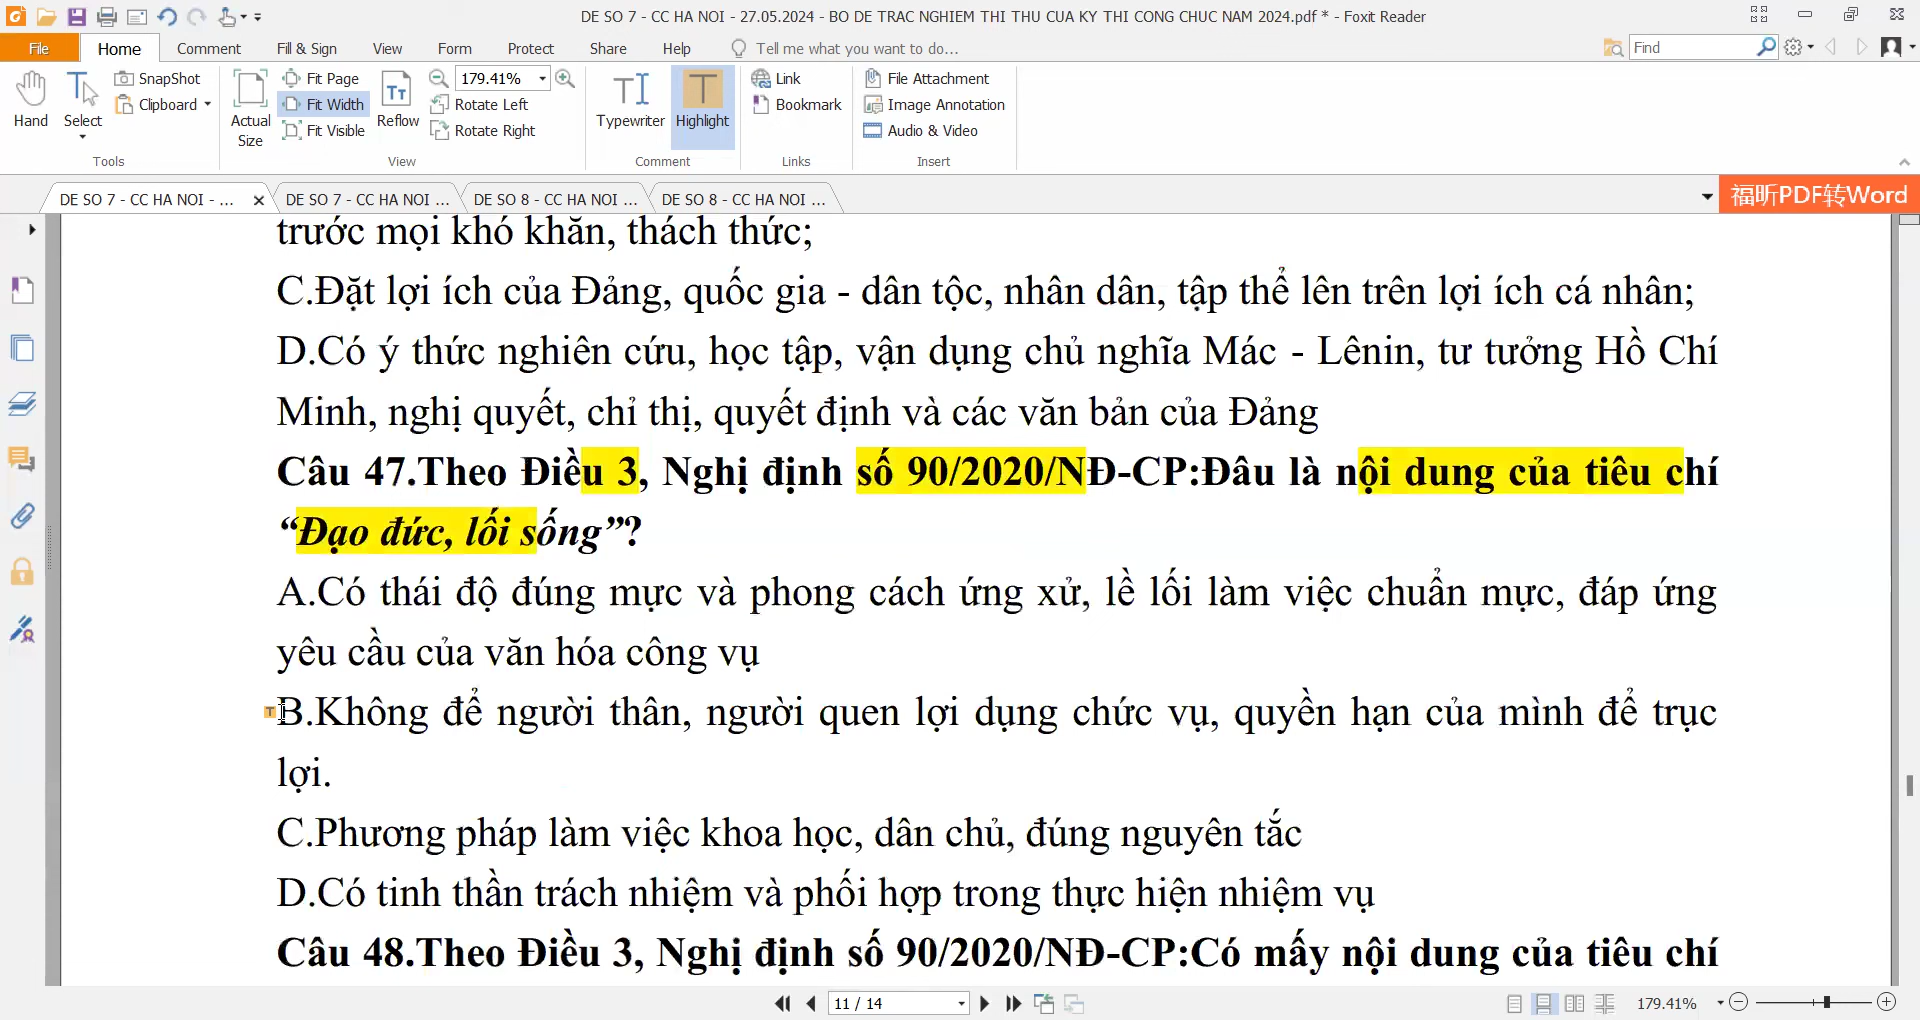 DE SO 7 - CC HA NOI - 27.05.2024 - BO DE TRAC NGHIEM THI THU CUA KY THI CONG CHUC NAM 2024.pdf * - Foxit Reader
File Home Comment Fill & Sign View Form Protect Share Help Tell me what you want to do... Find
Hand
Select
SnapShot
Clipboard
Tools
Actual Size
Fit Page
Fit Width
Fit Visible
Reflow
Rotate Left
Rotate Right
179.41%
View
Typewriter
Highlight
Comment
Link
Bookmark
Links
File Attachment
Image Annotation
Audio & Video
Insert
DE SO 7 - CC HA NOI - ... DE SO 7 - CC HA NOI ... DE SO 8 - CC HA NOI ... DE SO 8 - CC HA NOI ... 福昕PDF转Word
trước mọi khó khăn, thách thức;
C.Đặt lợi ích của Đảng, quốc gia - dân tộc, nhân dân, tập thể lên trên lợi ích cá nhân;
D.Có ý thức nghiên cứu, học tập, vận dụng chủ nghĩa Mác - Lênin, tư tưởng Hồ Chí
Minh, nghị quyết, chỉ thị, quyết định và các văn bản của Đảng
Câu 47.Theo Điều 3, Nghị định số 90/2020/NĐ-CP:Đâu là nội dung của tiêu chí
“Đạo đức, lối sống”?
A.Có thái độ đúng mực và phong cách ứng xử, lề lối làm việc chuẩn mực, đáp ứng
yêu cầu của văn hóa công vụ
B.Không để người thân, người quen lợi dụng chức vụ, quyền hạn của mình để trục
lợi.
C.Phương pháp làm việc khoa học, dân chủ, đúng nguyên tắc
D.Có tinh thần trách nhiệm và phối hợp trong thực hiện nhiệm vụ
Câu 48.Theo Điều 3, Nghị định số 90/2020/NĐ-CP:Có mấy nội dung của tiêu chí
11 / 14 179.41%